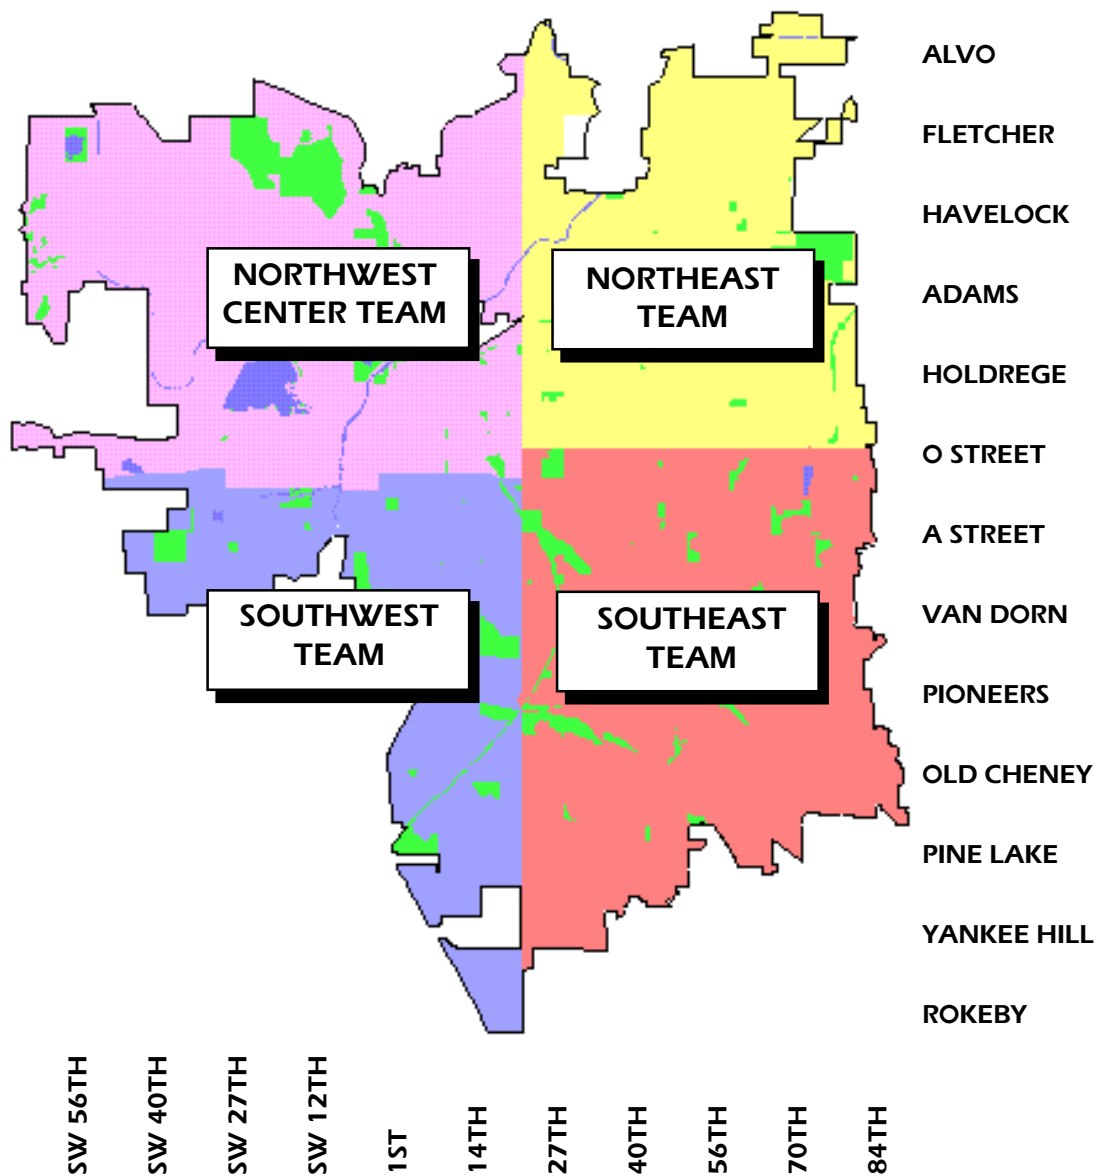 ALVO
FLETCHER
HAVELOCK
NORTHWEST
CENTER TEAM
NORTHEAST
TEAM
ADAMS
HOLDREGE
O STREET
A STREET
SOUTHWEST
TEAM
SOUTHEAST
TEAM
VAN DORN
PIONEERS
OLD CHENEY
PINE LAKE
YANKEE HILL
ROKEBY
SW 56TH
SW 40TH
SW 27TH
SW 12TH
1ST
14TH
27TH
40TH
56TH
70TH
84TH